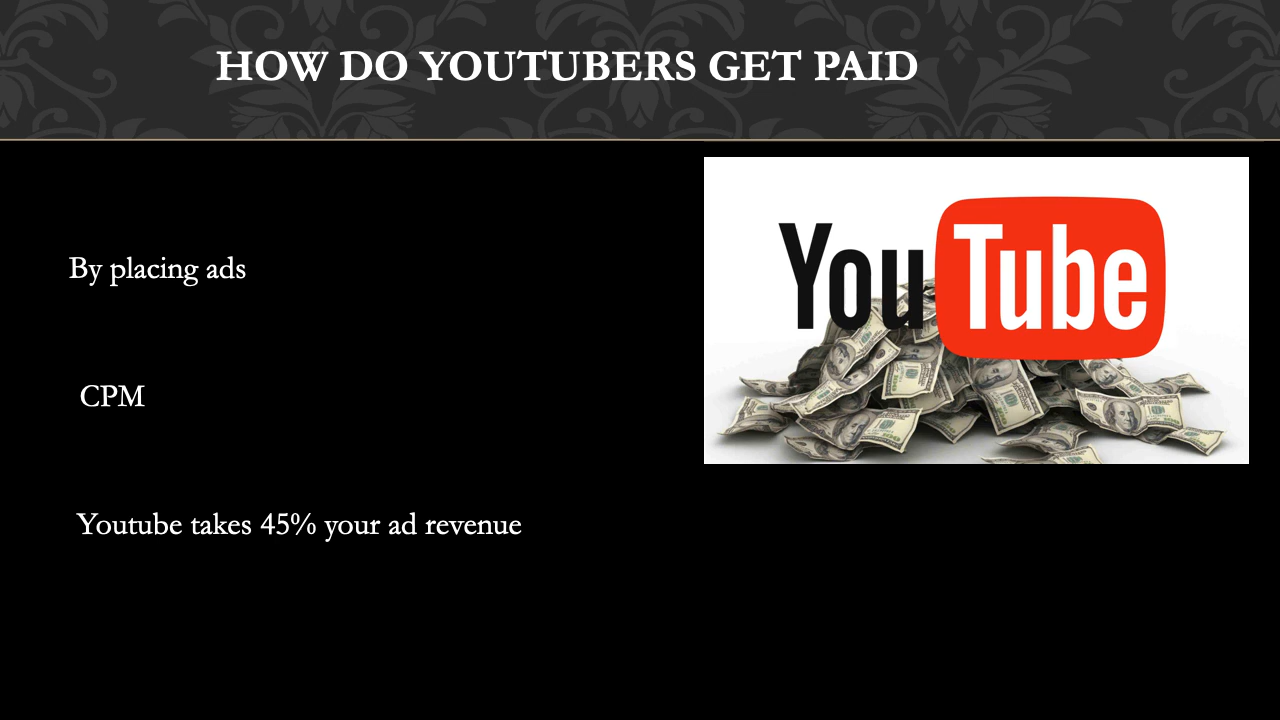 HOW DO YOUTUBERS GET PAID
By placing ads
CPM
Youtube takes 45% your ad revenue
YouTube